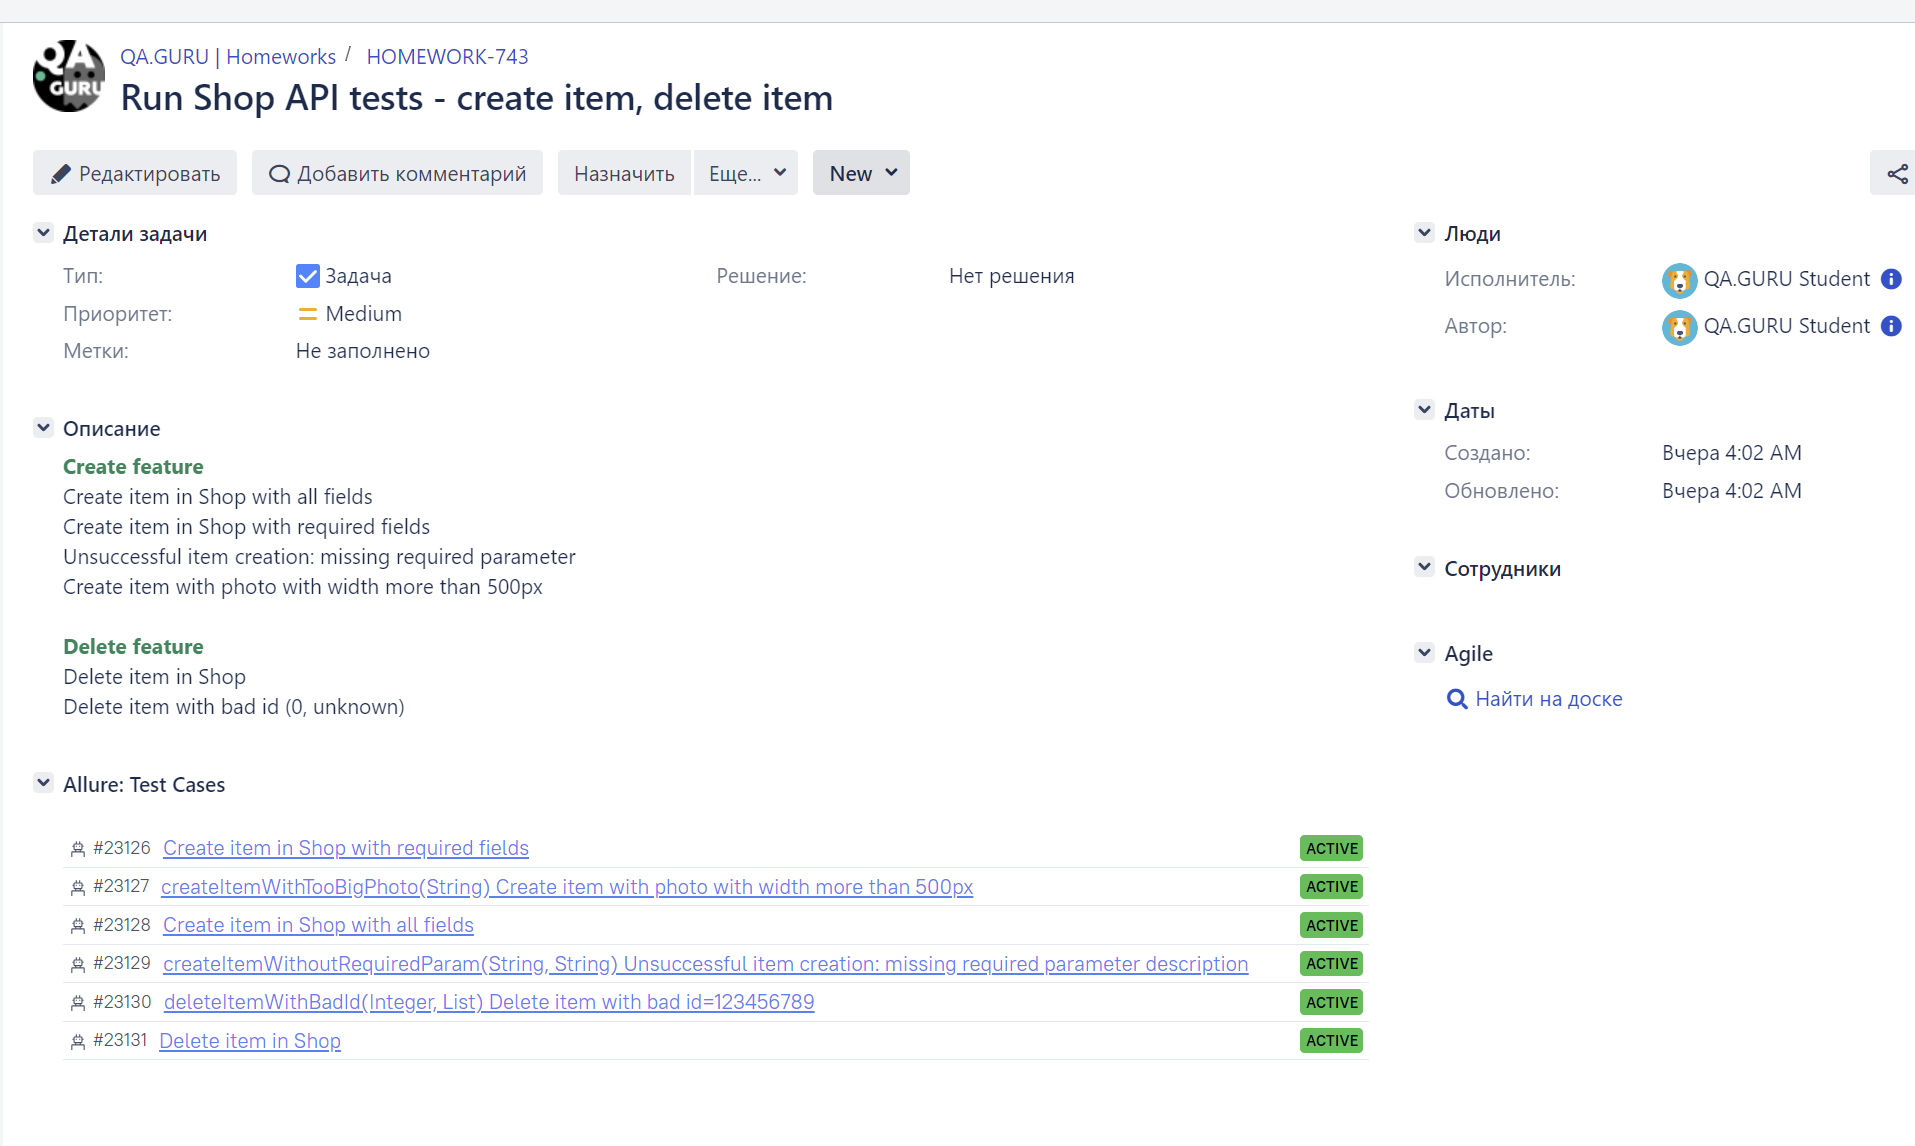 QA
GURU
QA.GURU | Homeworks / HOMEWORK-743
Run Shop API tests - create item, delete item
Редактировать Добавить комментарий Назначить Еще... New
Детали задачи
Тип: Задача Решение: Нет решения
Приоритет: Medium
Метки: Не заполнено
Описание
Create feature
Create item in Shop with all fields
Create item in Shop with required fields
Unsuccessful item creation: missing required parameter
Create item with photo with width more than 500px
Delete feature
Delete item in Shop
Delete item with bad id (0, unknown)
Allure: Test Cases
#23126 Create item in Shop with required fields ACTIVE
#23127 createItemWithTooBigPhoto(String) Create item with photo with width more than 500px ACTIVE
#23128 Create item in Shop with all fields ACTIVE
#23129 createItemWithoutRequiredParam(String, String) Unsuccessful item creation: missing required parameter description ACTIVE
#23130 deleteItemWithBadId(Integer, List) Delete item with bad id=123456789 ACTIVE
#23131 Delete item in Shop ACTIVE
Люди
Исполнитель: QA.GURU Student
Автор: QA.GURU Student
Даты
Создано: Вчера 4:02 AM
Обновлено: Вчера 4:02 AM
Сотрудники
Agile
Найти на доске